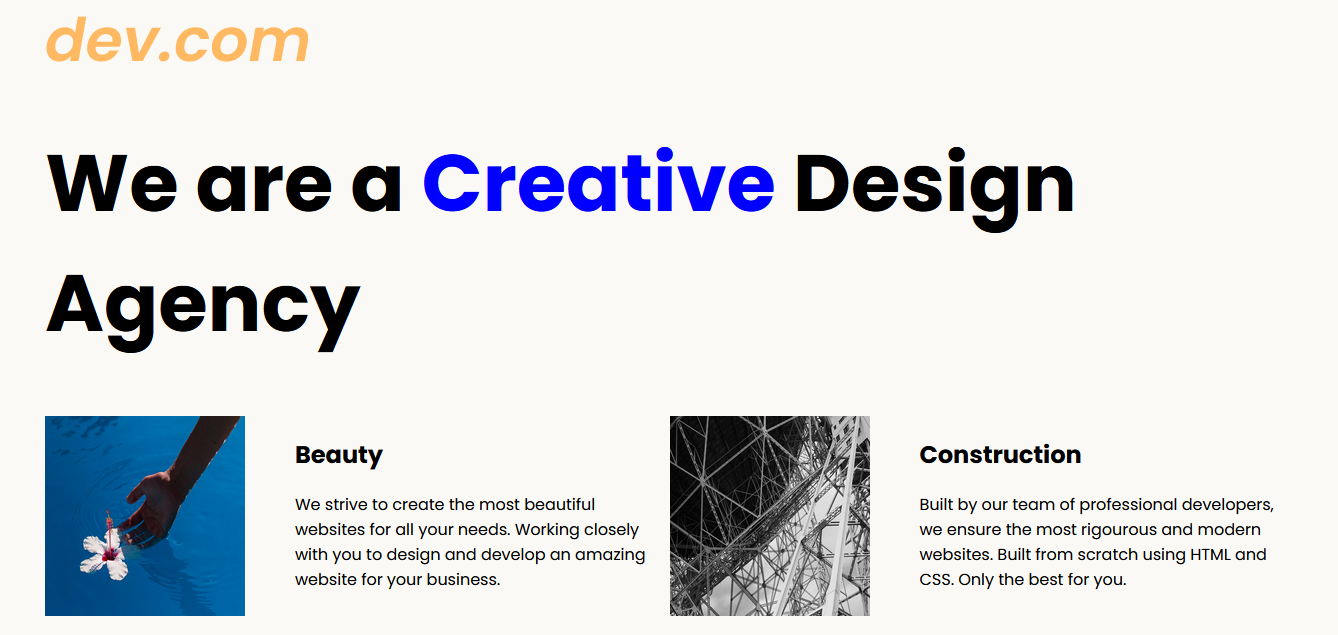 dev.com
We are a Creative Design
Agency
Beauty
We strive to create the most beautiful
websites for all your needs. Working closely
with you to design and develop an amazing
website for your business.
Construction
Built by our team of professional developers,
we ensure the most rigourous and modern
websites. Built from scratch using HTML and
CSS. Only the best for you.